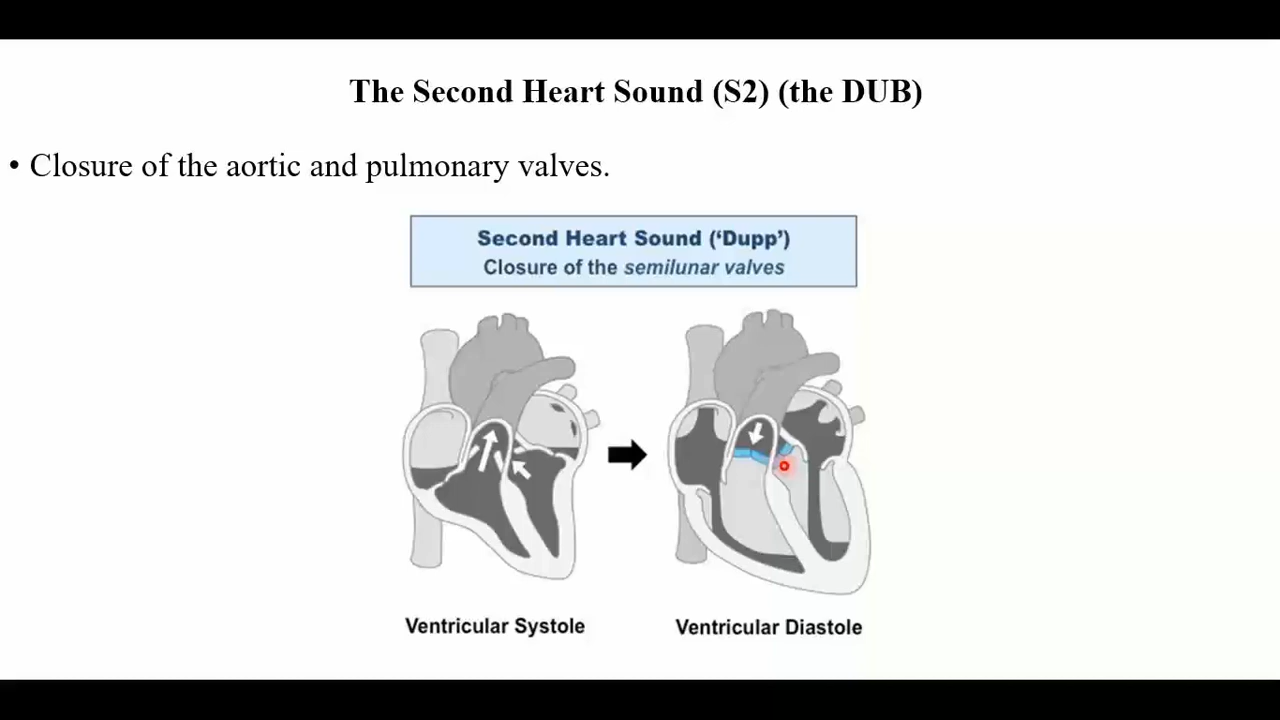 The Second Heart Sound (S2) (the DUB)
• Closure of the aortic and pulmonary valves.
Second Heart Sound (‘Dupp’)
Closure of the semilunar valves
Ventricular Systole
Ventricular Diastole